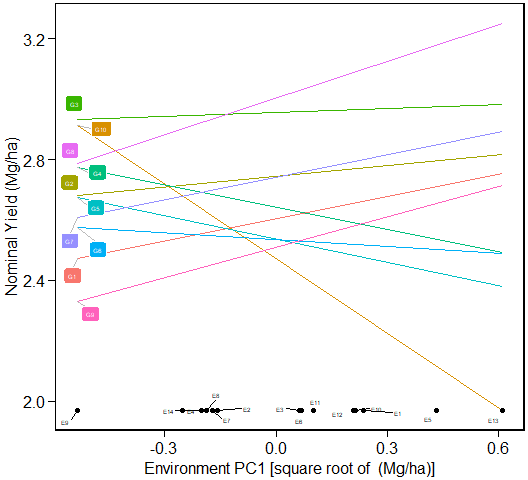 3.2
2.8
2.4
2.0
Nominal Yield (Mg/ha)
G3
G10
G8
G4
G2
G5
G7
G6
G1
G9
E9
E14
E4
E8
E7
E2
E3
E6
E11
E12
E10
E1
E5
E13
-0.3
0.0
0.3
0.6
Environment PC1 [square root of (Mg/ha)]